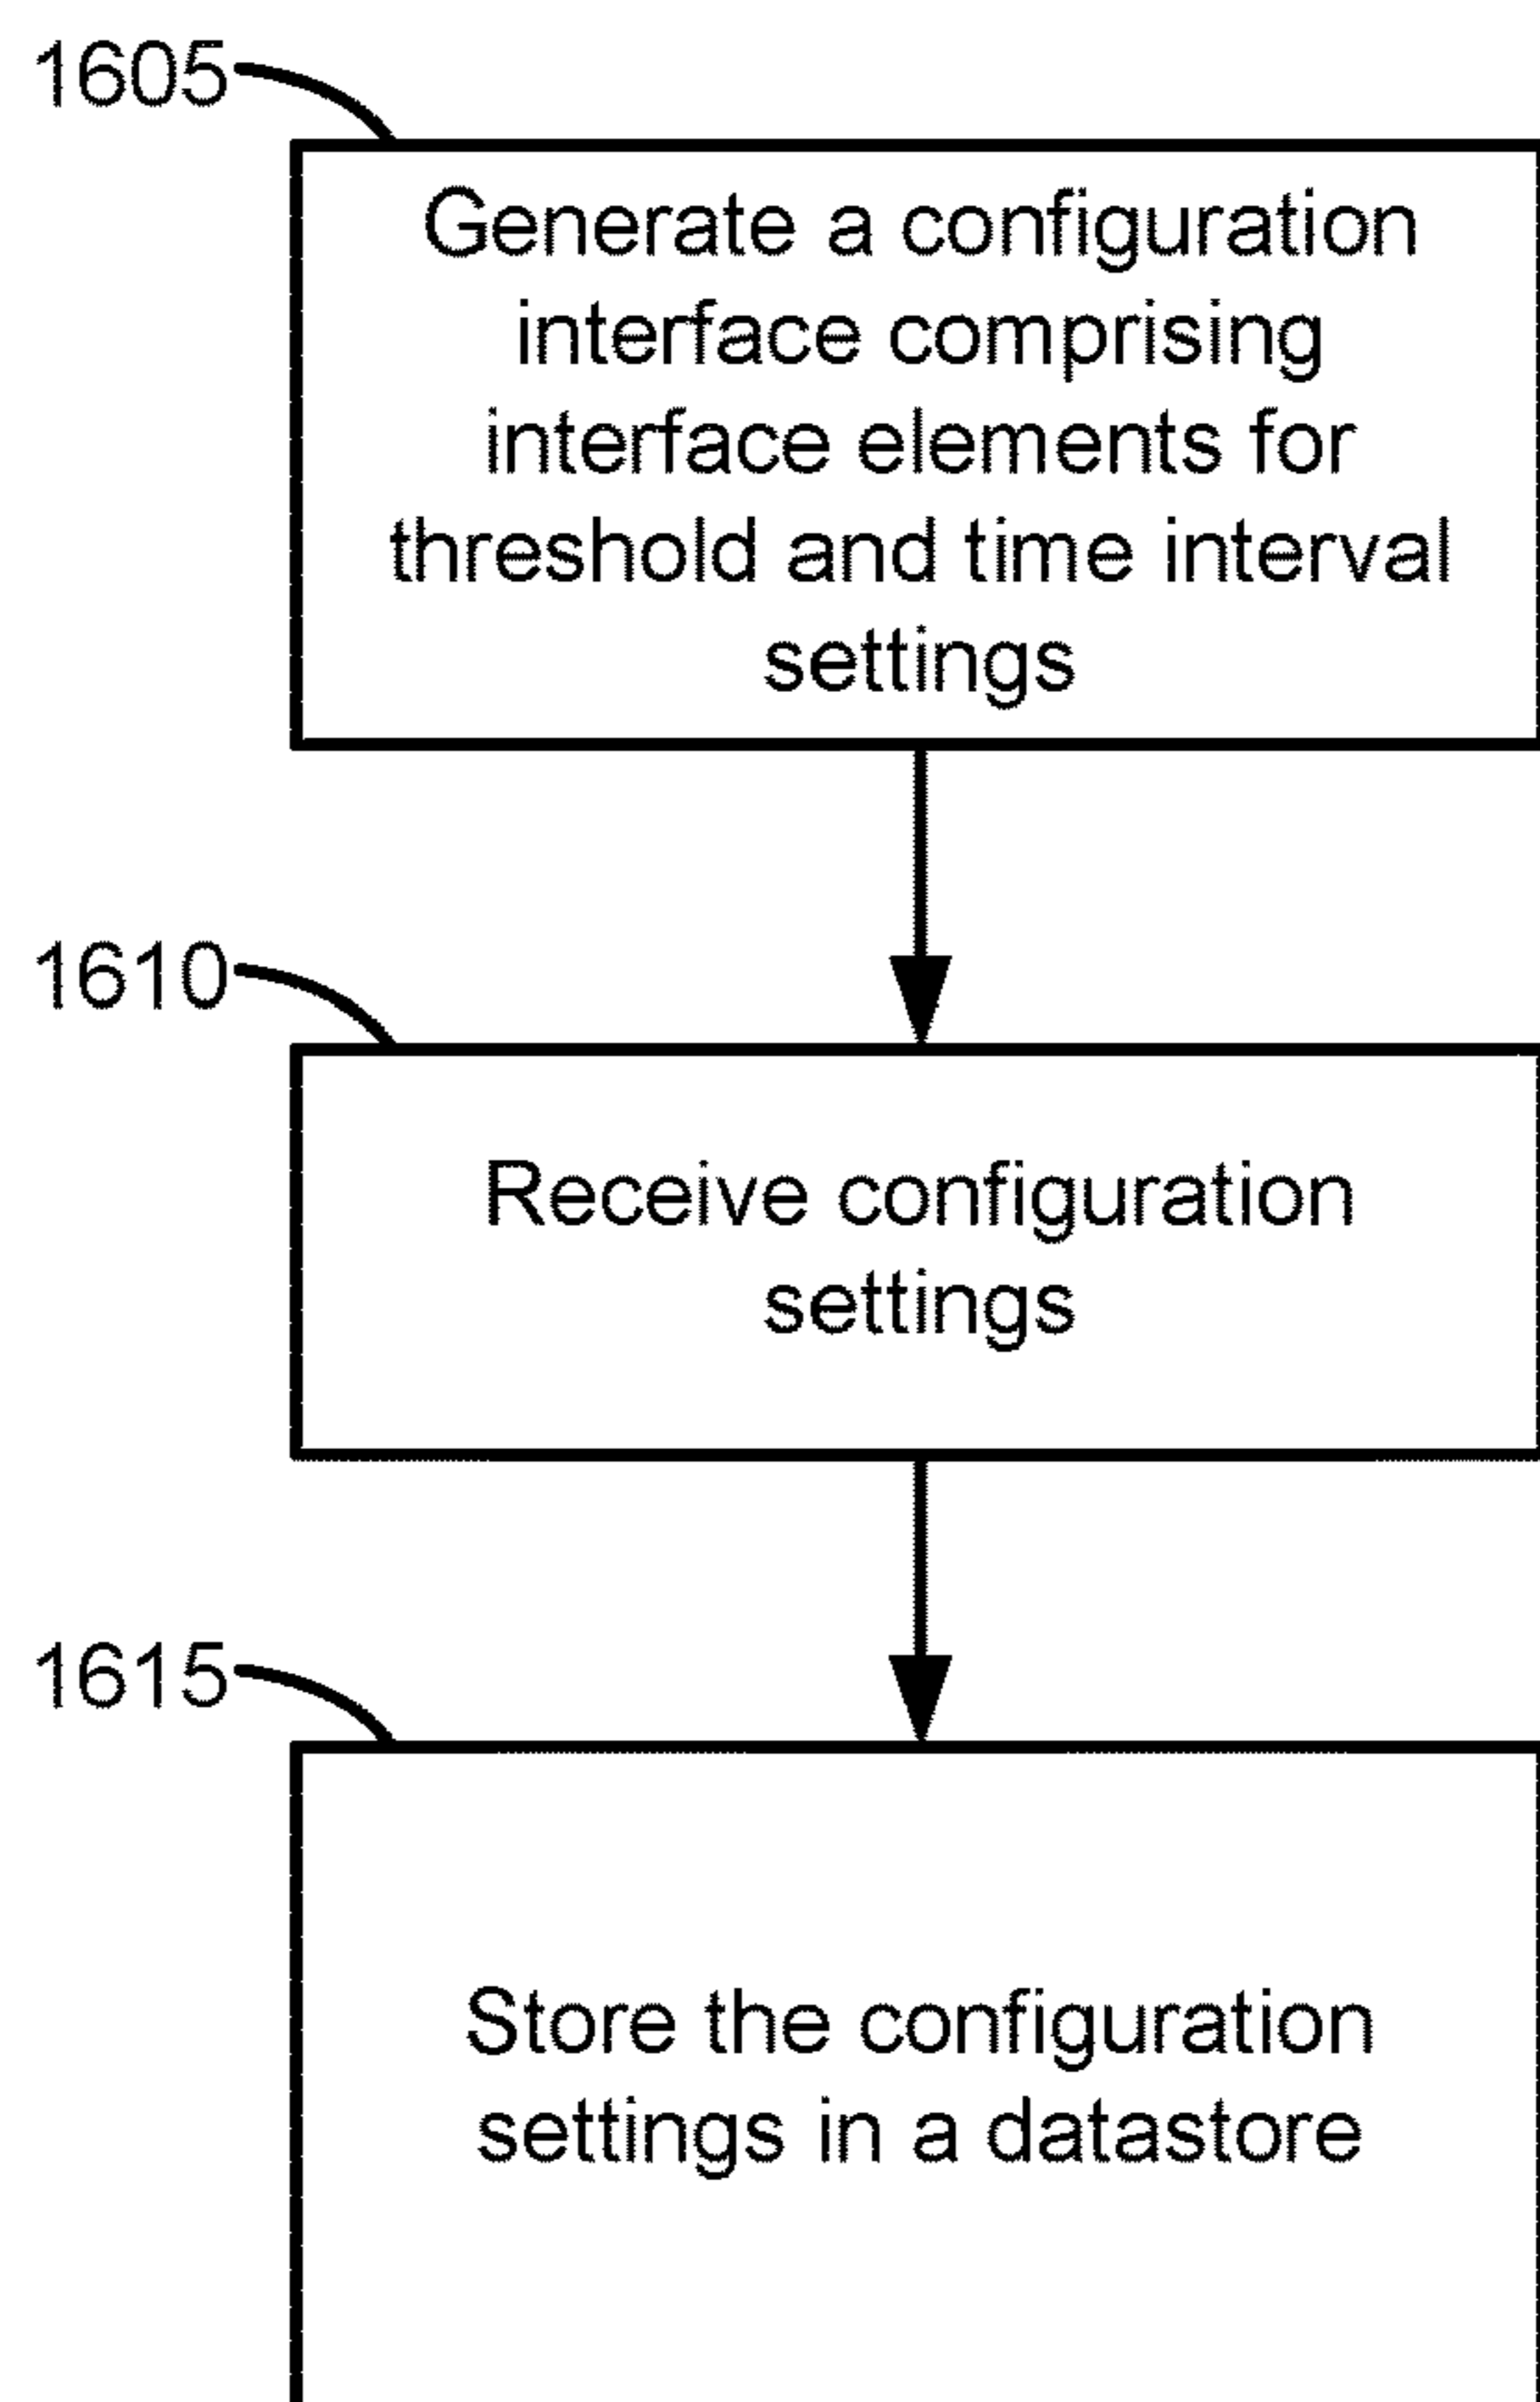 1605
Generate a configuration
interface comprising
interface elements for
threshold and time interval
settings
1610
Receive configuration
settings
1615
Store the configuration
settings in a datastore